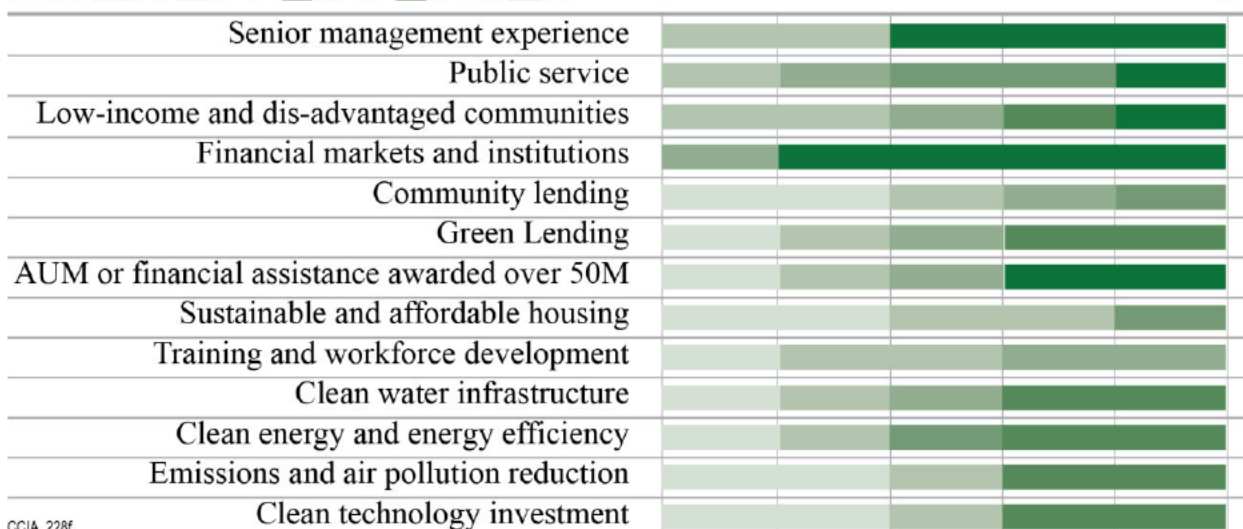 Senior management experience
Public service
Low-income and dis-advantaged communities
Financial markets and institutions
Community lending
Green Lending
AUM or financial assistance awarded over 50M
Sustainable and affordable housing
Training and workforce development
Clean water infrastructure
Clean energy and energy efficiency
Emissions and air pollution reduction
Clean technology investment
CCIA_228f